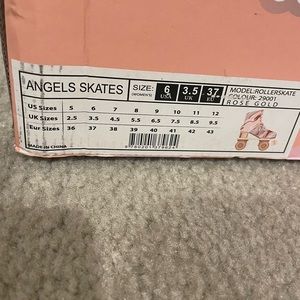 ANGELS SKATES
SIZE: (WOMEN'S) 6 USA 3.5 UK 37 EU
MODEL:ROLLERSKATE
COLOUR: 29001
ROSE GOLD
US Sizes 5 6 7 8 9 10 11 12
UK Sizes 2.5 3.5 4.5 5.5 6.5 7.5 8.5 9.5
Eur Sizes 36 37 38 39 40 41 42 43
MADE IN CHINA